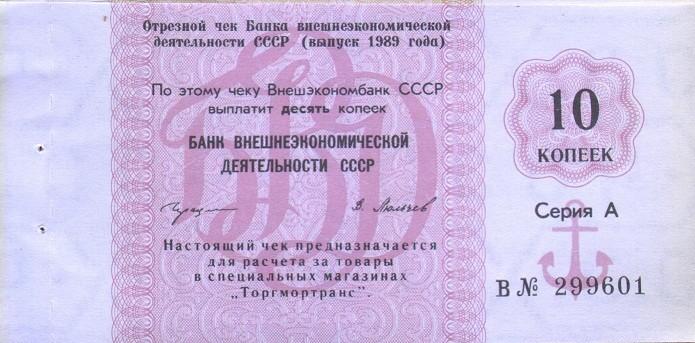 Отрезной чек Банка внешнеэкономической
деятельности СССР (выпуск 1989 года)
По этому чеку Внешэкономбанк СССР
выплатит десять копеек
БАНК ВНЕШНЕЭКОНОМИЧЕСКОЙ
ДЕЯТЕЛЬНОСТИ СССР
Настоящий чек предназначается
для расчета за товары
в специальных магазинах
„Торгмортранс".
10
КОПЕЕК
Серия А
В № 299601